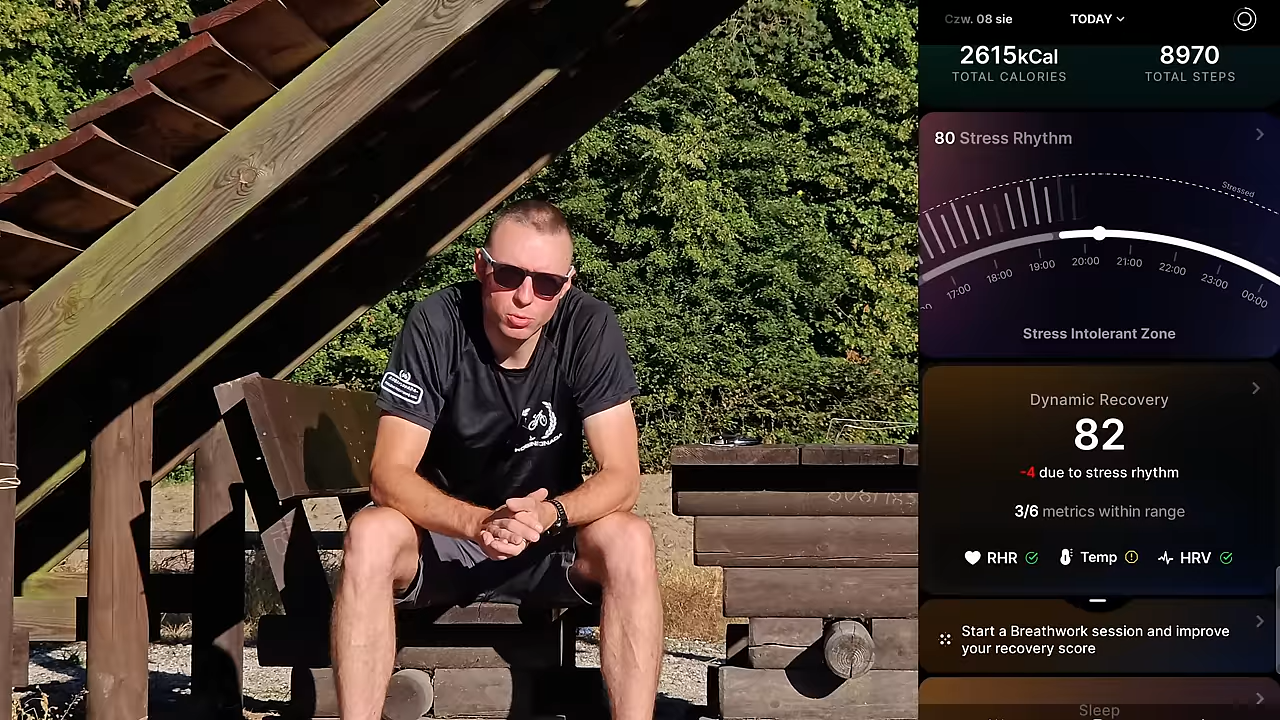 Czw. 08 sie
TODAY
2615kCal
8970
TOTAL CALORIES
TOTAL STEPS
80 Stress Rhythm
Stressed
17:00
18:00
19:00
20:00
21:00
22:00
23:00
00:00
Stress Intolerant Zone
Dynamic Recovery
82
-4 due to stress rhythm
3/6 metrics within range
RHR
Temp
HRV
Start a Breathwork session and improve
your recovery score
Sleep